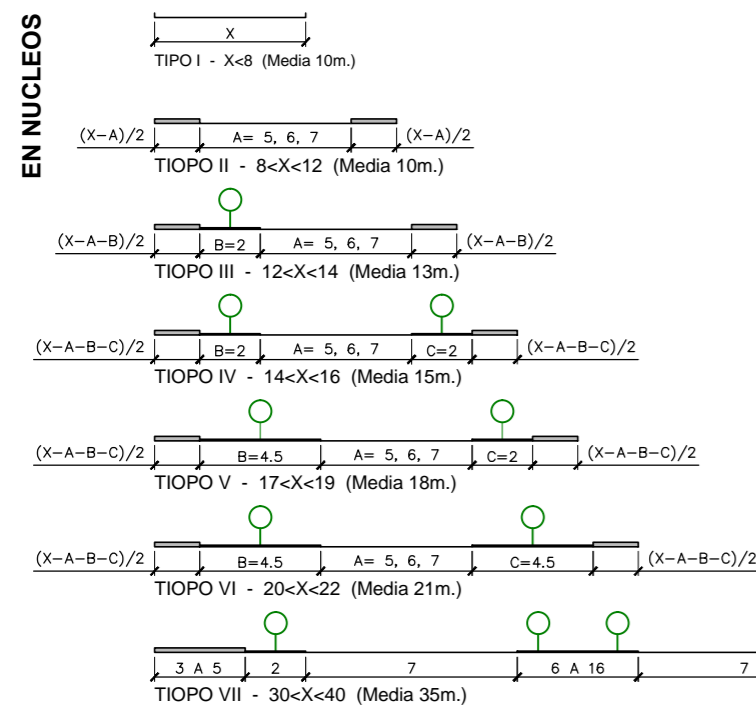 EN NUCLEOS
X
TIPO I - X<8 (Media 10m.)
(X-A)/2 A= 5, 6, 7 (X-A)/2
TIOPO II - 8<X<12 (Media 10m.)
(X-A-B)/2 B=2 A= 5, 6, 7 (X-A-B)/2
TIOPO III - 12<X<14 (Media 13m.)
(X-A-B-C)/2 B=2 A= 5, 6, 7 C=2 (X-A-B-C)/2
TIOPO IV - 14<X<16 (Media 15m.)
(X-A-B-C)/2 B=4.5 A= 5, 6, 7 C=2 (X-A-B-C)/2
TIOPO V - 17<X<19 (Media 18m.)
(X-A-B-C)/2 B=4.5 A= 5, 6, 7 C=4.5 (X-A-B-C)/2
TIOPO VI - 20<X<22 (Media 21m.)
3 A 5 2 7 6 A 16 7
TIOPO VII - 30<X<40 (Media 35m.)